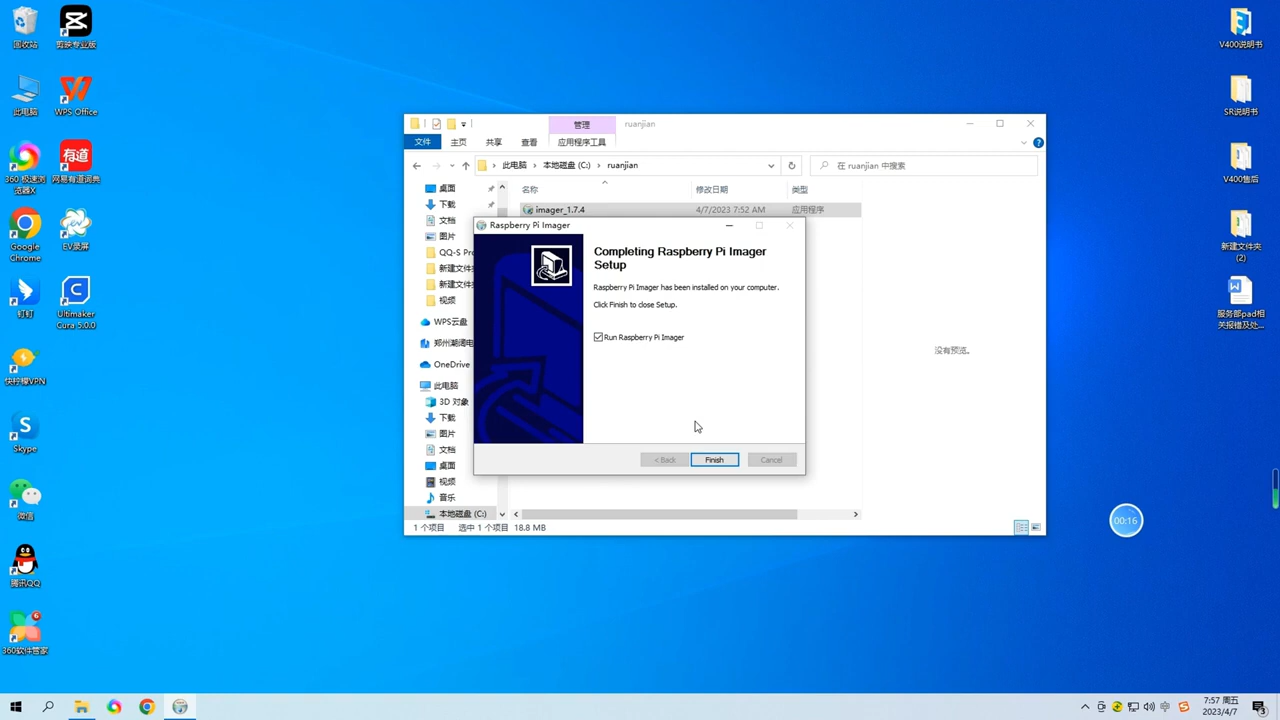 回收站
剪映专业版
此电脑
WPS Office
360 极速浏
览器X
网易有道词典
Google
Chrome
EV录屏
钉钉
Ultimaker
Cura 5.0.0
快柠檬VPN
Skype
微信
腾讯QQ
6
360软件管家
V400说明书
SR说明书
V400售后
新建文件夹
(2)
服务部pad相
关报错及处...
管理
ruanjian
文件
主页
共享
查看
应用程序工具
此电脑 › 本地磁盘 (C:) › ruanjian
在 ruanjian 中搜索
名称
修改日期
类型
imager_1.7.4
4/7/2023 7:52 AM
应用程序
桌面
下载
文档
图片
QQ-S Pr
新建文件
新建文件
视频
WPS云盘
郑州潮阔电
OneDrive
此电脑
3D 对象
下载
图片
文档
桌面
视频
音乐
本地磁盘 (C:)
Raspberry Pi Imager
Completing Raspberry Pi Imager
Setup
Raspberry Pi Imager has been installed on your computer.
Click Finish to close Setup.
Run Raspberry Pi Imager
< Back
Finish
Cancel
没有预览。
1 个项目
选中 1 个项目
18.8 MB
00:16
中
7:57 周五
2023/4/7
3